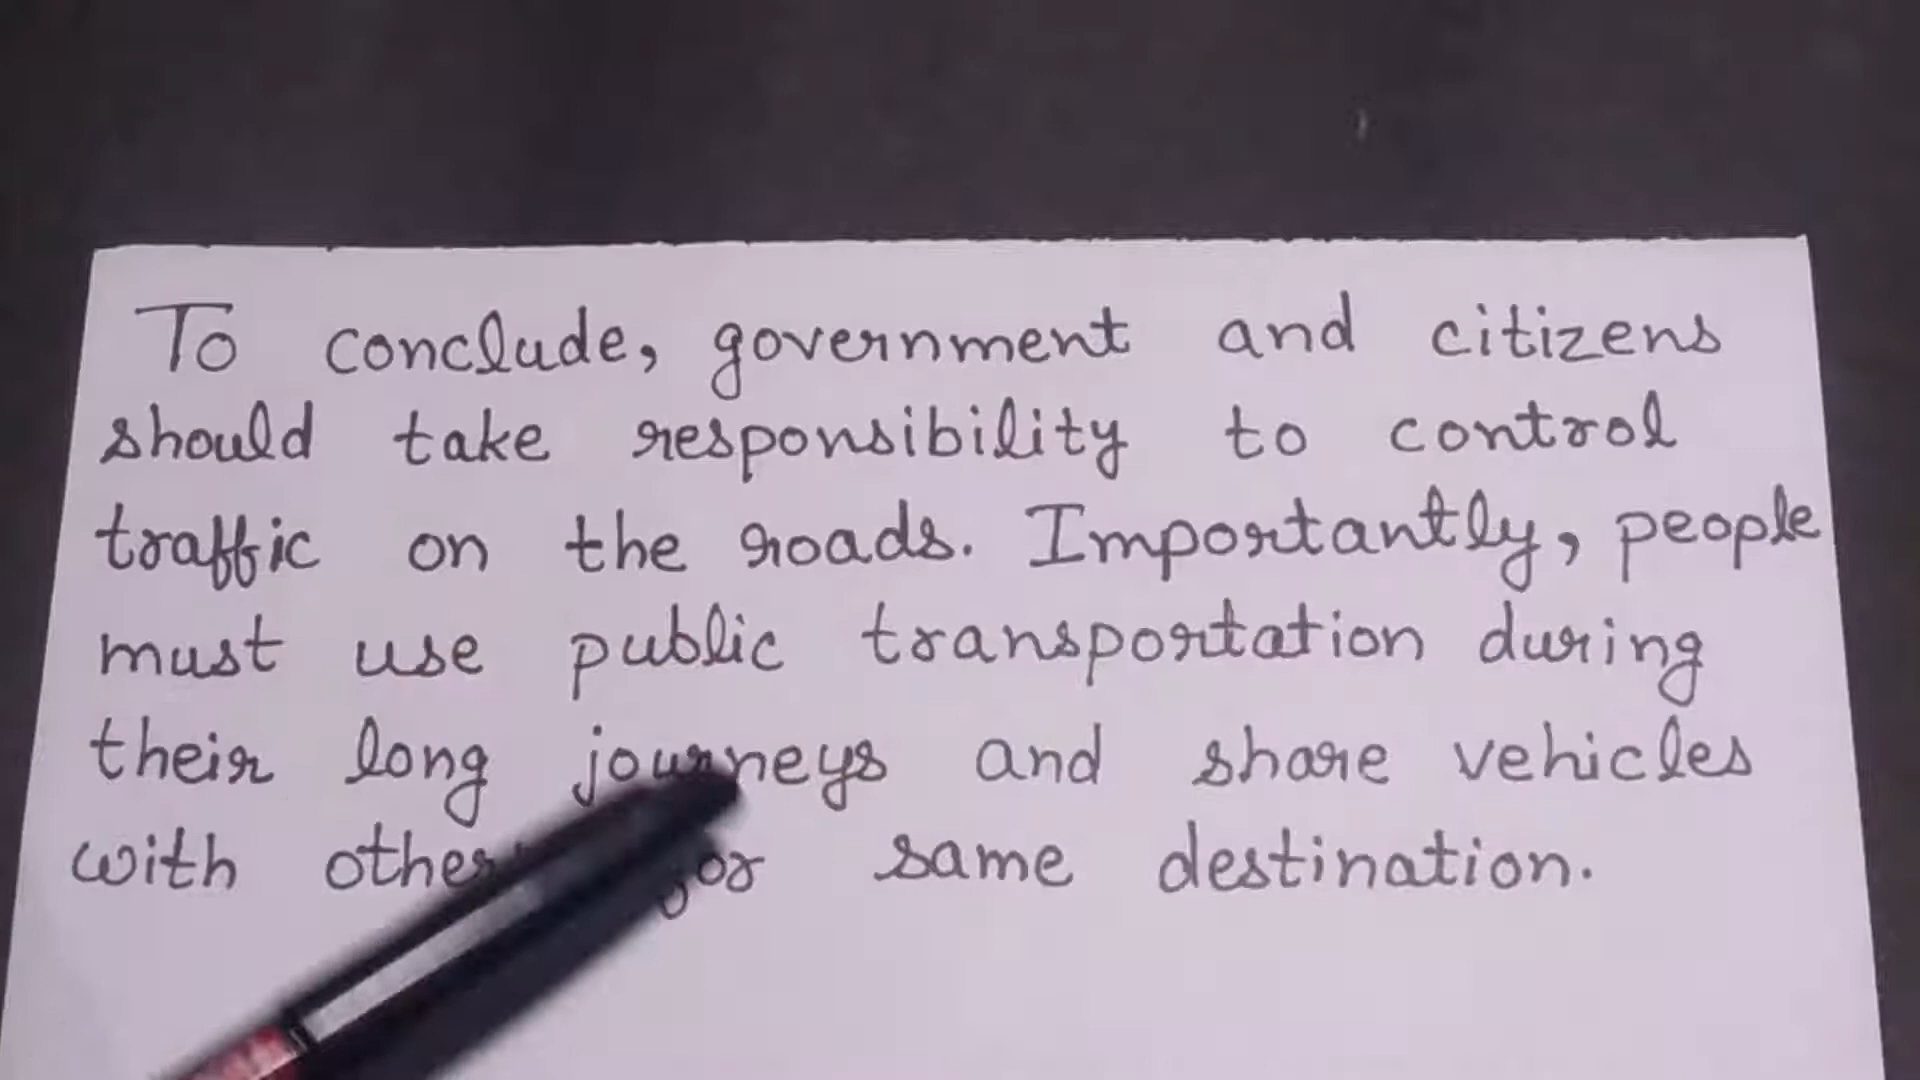 To conclude, government and citizens
should take responsibility to control
traffic on the roads. Importantly, people
must use public transportation during
their long journeys and share vehicles
with for same destination.